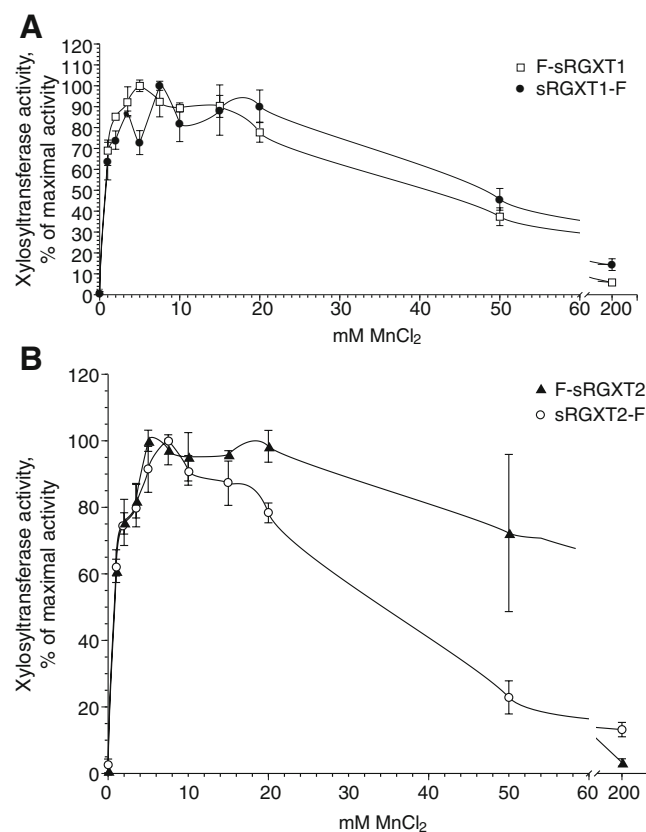 A
Xylosyltransferase activity,
% of maximal activity
120
110
100
90
80
70
60
50
40
30
20
10
0
F-sRGXT1
sRGXT1-F
0 10 20 30 40 50 60 200
mM MnCl₂
B
Xylosyltransferase activity,
% of maximal activity
120
100
80
60
40
20
0
F-sRGXT2
sRGXT2-F
0 10 20 30 40 50 60 200
mM MnCl₂